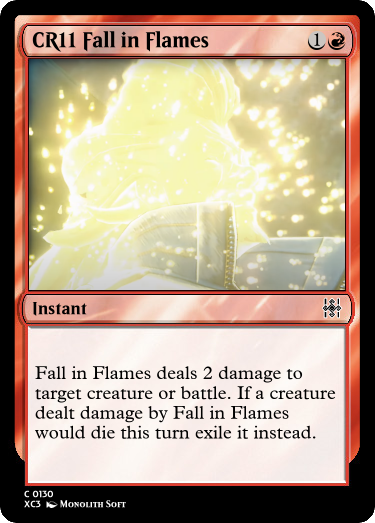 CR11 Fall in Flames 1
Instant
Fall in Flames deals 2 damage to
target creature or battle. If a creature
dealt damage by Fall in Flames
would die this turn exile it instead.
C 0130
XC3 Monolith Soft